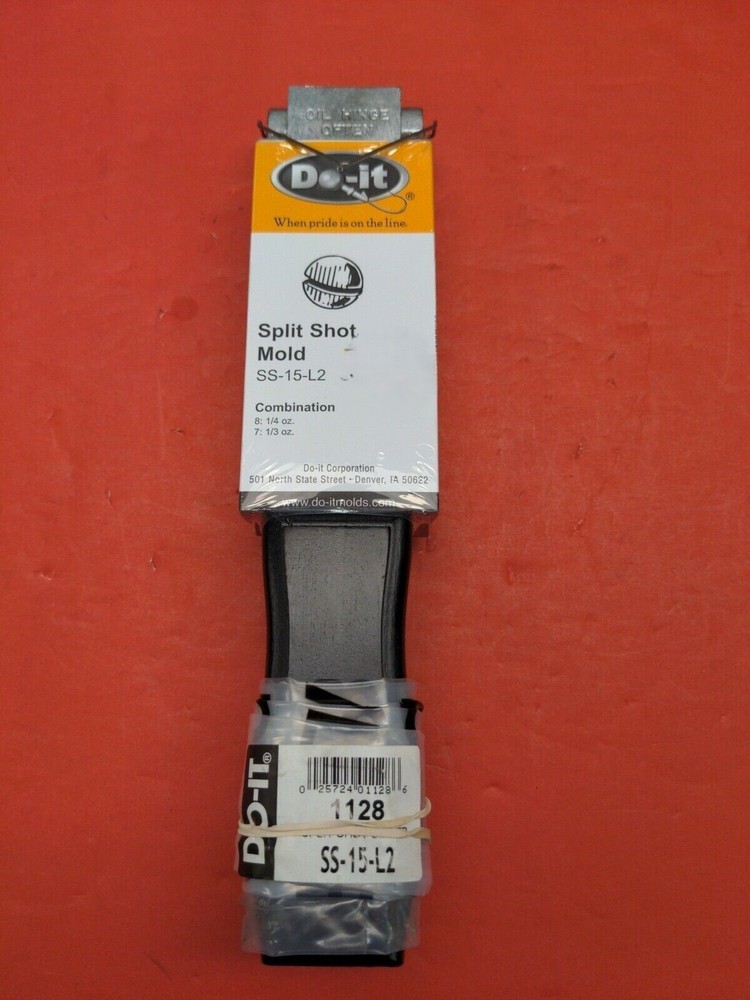 OIL HINGE
OFTEN
Do-it®
When pride is on the line.
Split Shot
Mold
SS-15-L2
Combination
8: 1/4 oz.
7: 1/3 oz.
Do-it Corporation
501 North State Street • Denver, IA 50622
www.do-itmolds.com
DO-IT®
0 25724 01128 6
1128
SS-15-L2